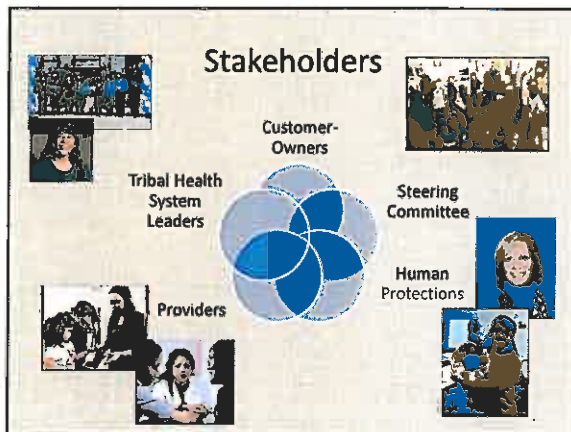 Stakeholders
Customer-
Owners
Tribal Health
System
Leaders
Steering
Committee
Human
Protections
Providers